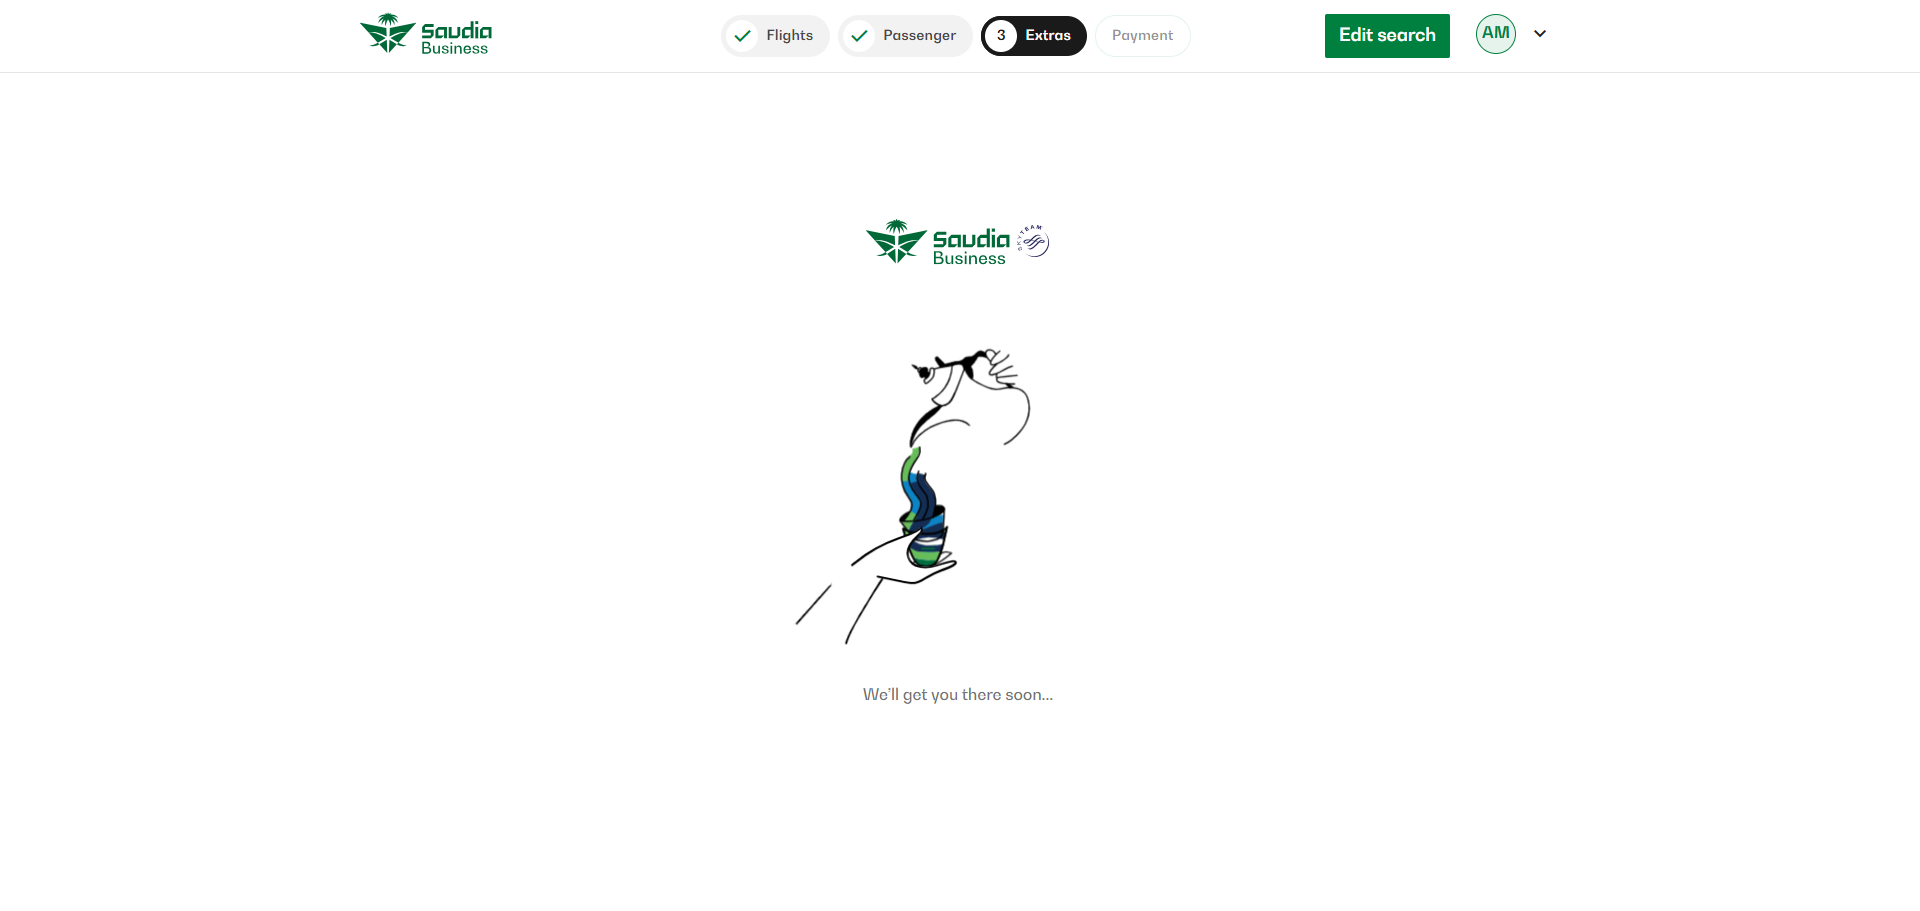 Saudia
Business
Flights
Passenger
3 Extras
Payment
Edit search
AM
Saudia
Business
SKYTEAM
We'll get you there soon...